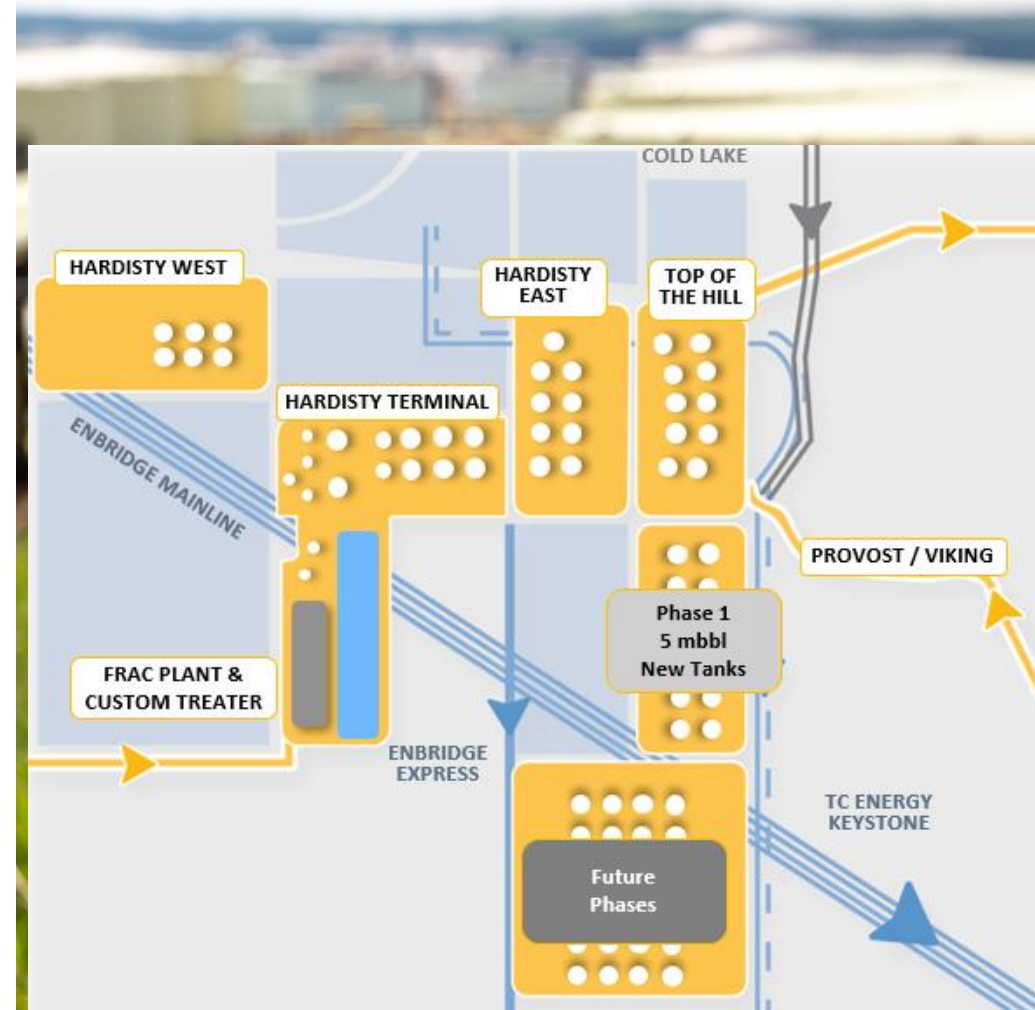 COLD LAKE
HARDISTY WEST
HARDISTY
EAST
TOP OF
THE HILL
HARDISTY TERMINAL
ENBRIDGE MAINLINE
PROVOST / VIKING
Phase 1
5 mbbl
New Tanks
FRAC PLANT &
CUSTOM TREATER
ENBRIDGE
EXPRESS
TC ENERGY
KEYSTONE
Future
Phases